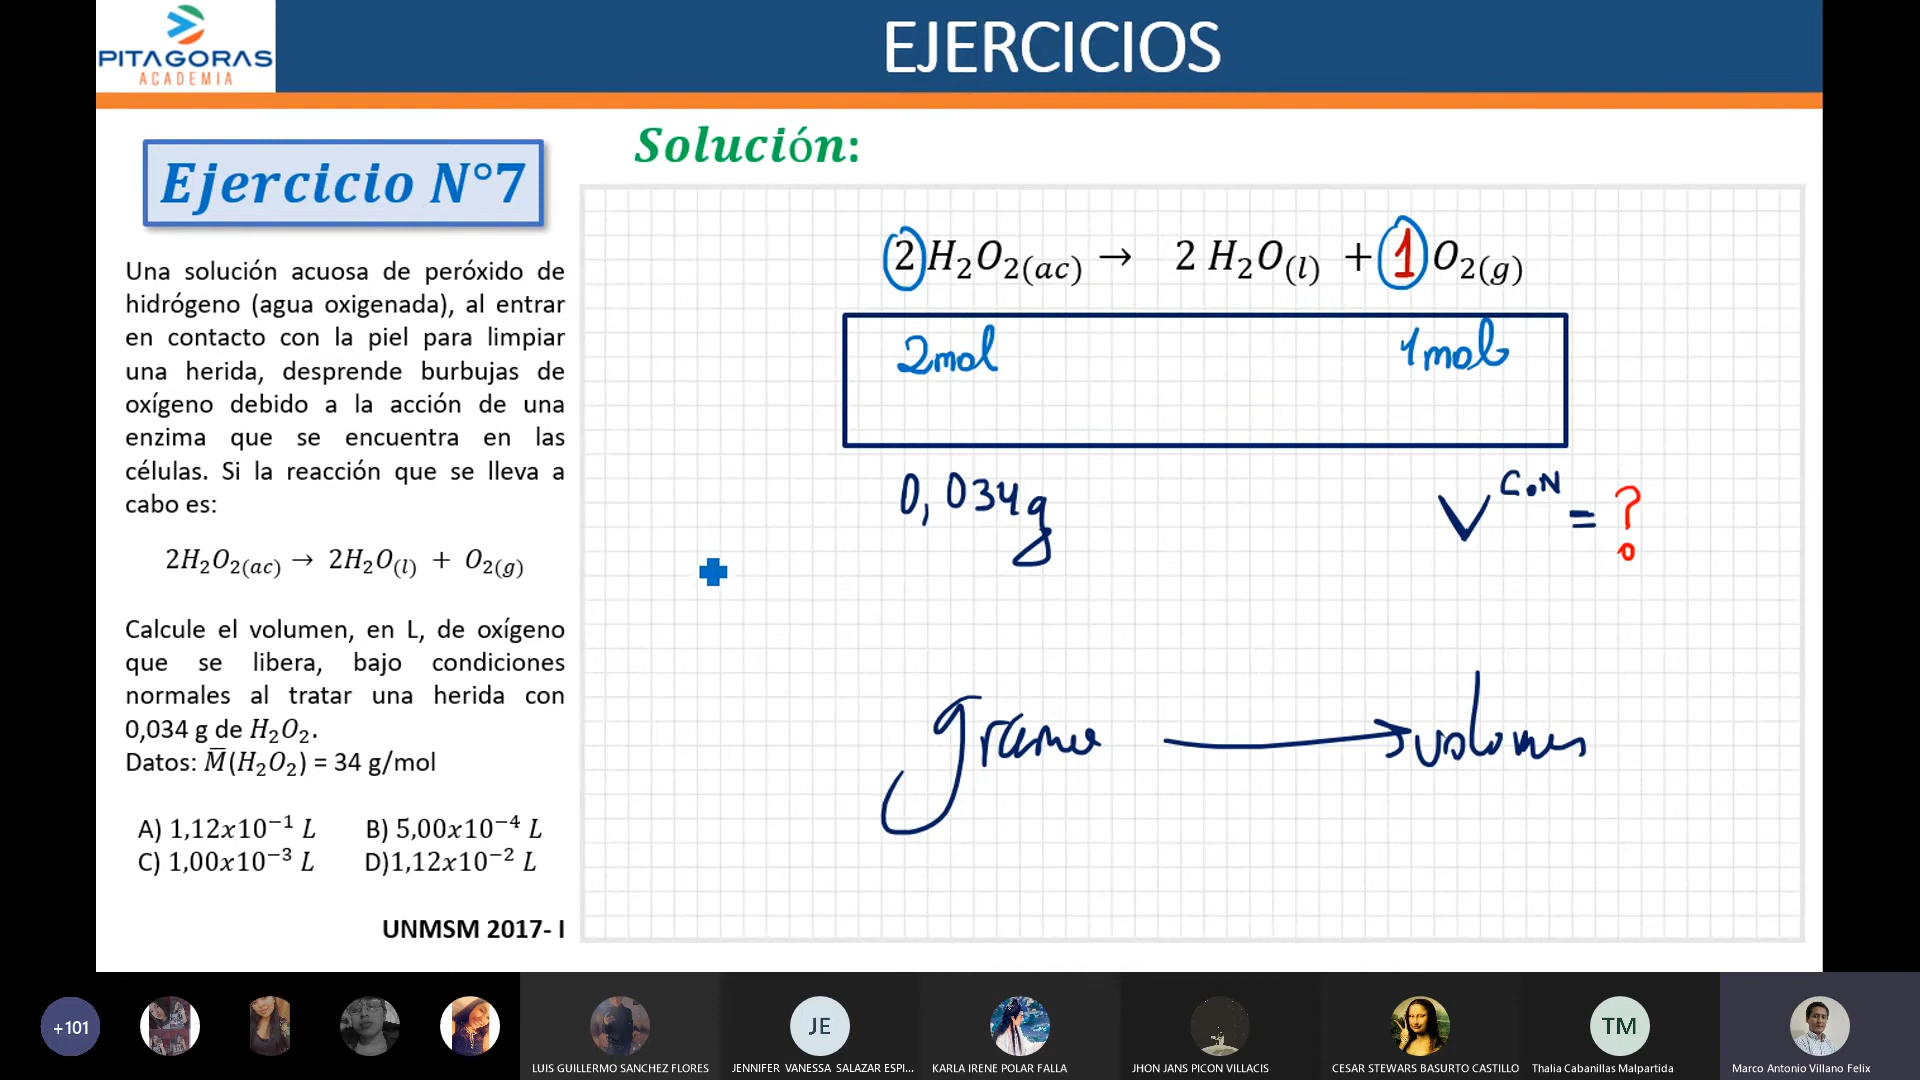 PITAGORAS
ACADEMIA
EJERCICIOS
Ejercicio N°7
Una solución acuosa de peróxido de
hidrógeno (agua oxigenada), al entrar
en contacto con la piel para limpiar
una herida, desprende burbujas de
oxígeno debido a la acción de una
enzima que se encuentra en las
células. Si la reacción que se lleva a
cabo es:
2H₂O₂(ac) → 2H₂O(l) + O₂(g)
Calcule el volumen, en L, de oxígeno
que se libera, bajo condiciones
normales al tratar una herida con
0,034 g de H₂O₂.
Datos: M̅(H₂O₂) = 34 g/mol
A) 1,12x10⁻¹ L B) 5,00x10⁻⁴ L
C) 1,00x10⁻³ L D)1,12x10⁻² L
UNMSM 2017- I
Solución:
2 H₂O₂(ac) → 2 H₂O(l) + 1 O₂(g)
2mol 1mol
0,034g V C.N = ?
gramos → volumen
+101
LUIS GUILLERMO SANCHEZ FLORES
JE
JENNIFER VANESSA SALAZAR ESPI...
KARLA IRENE POLAR FALLA
JHON JANS PICON VILLACIS
CESAR STEWARS BASURTO CASTILLO
TM
Thalia Cabanillas Malpartida
Marco Antonio Villano Felix